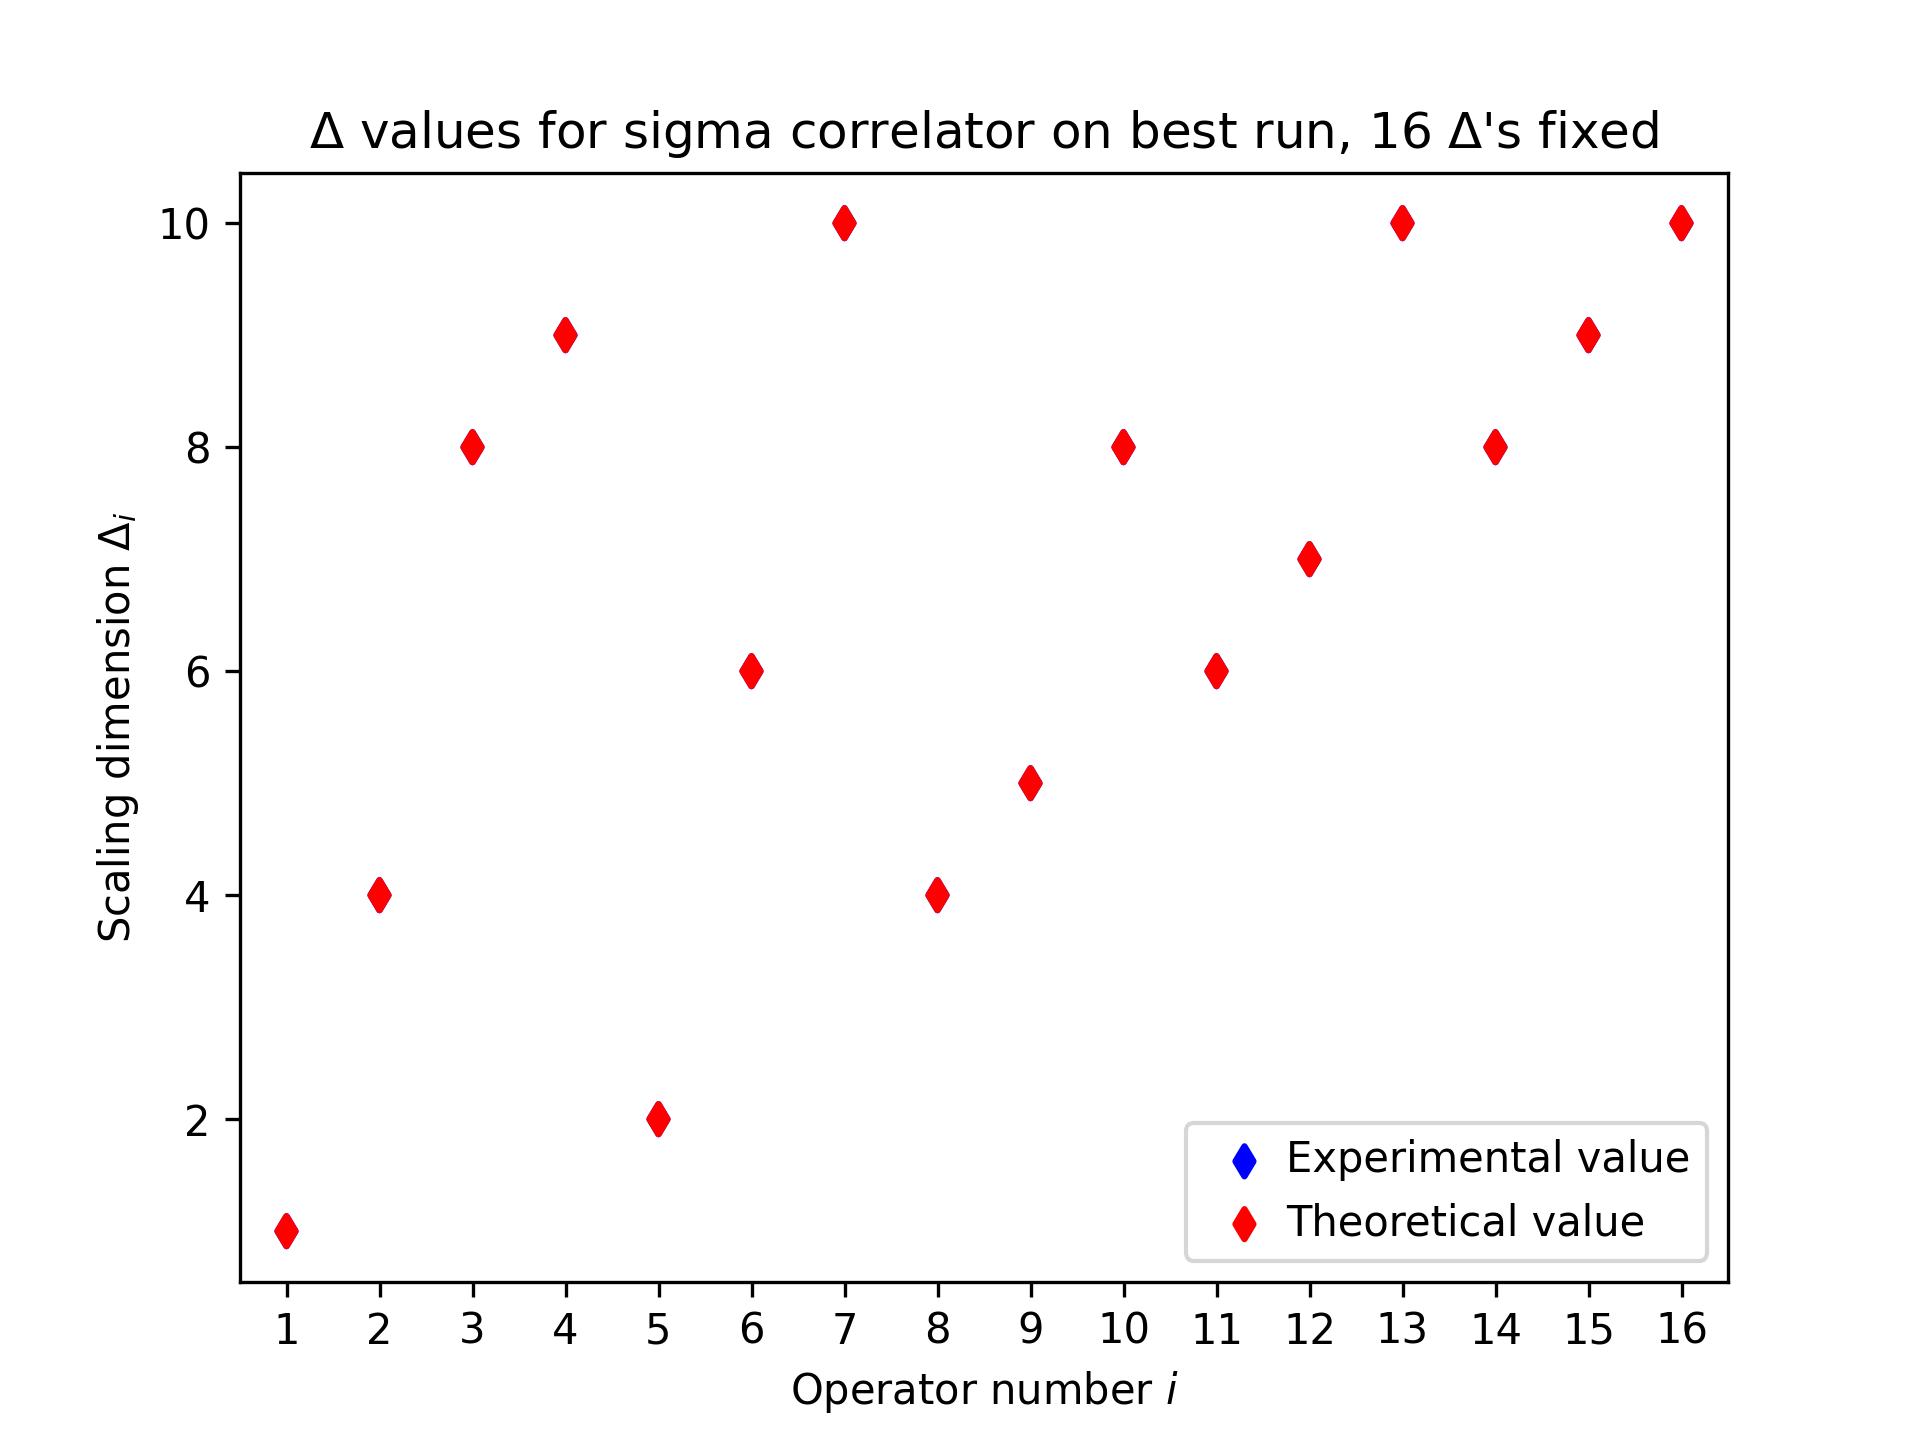 Δ values for sigma correlator on best run, 16 Δ's fixed
10
8
6
4
2
Scaling dimension Δᵢ
Experimental value
Theoretical value
1 2 3 4 5 6 7 8 9 10 11 12 13 14 15 16
Operator number i